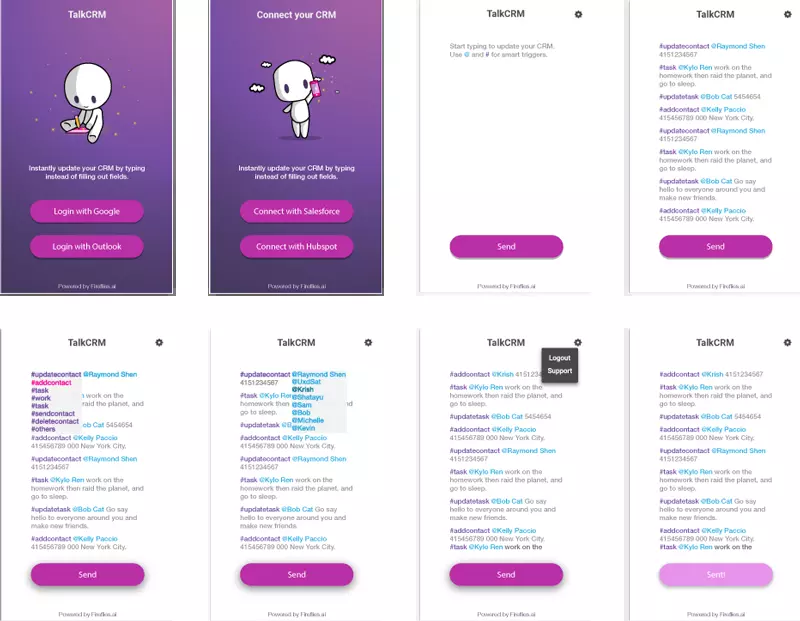 TalkCRM
Instantly update your CRM by typing
instead of filling out fields.
Login with Google
Login with Outlook
Powered by Fireflies.ai
Connect your CRM
Instantly update your CRM by typing
instead of filling out fields.
Connect with Salesforce
Connect with Hubspot
Powered by Fireflies.ai
TalkCRM
Start typing to update your CRM.
Use @ and # for smart triggers.
Send
Powered by Fireflies.ai
TalkCRM
#updatecontact @Raymond Shen
4151234567
#task @Kylo Ren work on the
homework then raid the planet, and
go to sleep.
#updatetask @Bob Cat 5454654
#addcontact @Kelly Paccio
415456789 000 New York City.
#updatecontact @Raymond Shen
4151234567
#task @Kylo Ren work on the
homework then raid the planet, and
go to sleep.
#updatetask @Bob Cat Go say
hello to everyone around you and
make new friends.
#addcontact @Kelly Paccio
415456789 000 New York City.
Send
Powered by Fireflies.ai
TalkCRM
#updatecontact @Raymond Shen
#addcontact
#task
#work
work on the
#task
raid the planet, and
#sendcontact
#deletecontact
ob Cat 5454654
#others
#addcontact @Kelly Paccio
415456789 000 New York City.
#updatecontact @Raymond Shen
4151234567
#task @Kylo Ren work on the
homework then raid the planet, and
go to sleep.
#updatetask @Bob Cat Go say
hello to everyone around you and
make new friends.
#addcontact @Kelly Paccio
415456789 000 New York City.
Send
Powered by Fireflies.ai
TalkCRM
#updatecontact @Raymond Shen
4151234567
@UxdSat
@Krish
@Shatayu
@Sam
@Bob
@Michelle
@Kevin
#task @Kylo Ren work on the
homework then raid the planet, and
go to sleep.
#updatetask
#addcontact @Kelly Paccio
415456789 000 New York City.
#updatecontact @Raymond Shen
4151234567
#task @Kylo Ren work on the
homework then raid the planet, and
go to sleep.
#updatetask @Bob Cat Go say
hello to everyone around you and
make new friends.
#addcontact @Kelly Paccio
415456789 000 New York City.
Send
Powered by Fireflies.ai
TalkCRM
Logout
Support
#addcontact @Krish 4151234
#task @Kylo Ren work on the
homework then raid the planet, and
go to sleep.
#updatetask @Bob Cat 5454654
#addcontact @Kelly Paccio
415456789 000 New York City.
#updatecontact @Raymond Shen
4151234567
#task @Kylo Ren work on the
homework then raid the planet, and
go to sleep.
#updatetask @Bob Cat Go say
hello to everyone around you and
make new friends.
#addcontact @Kelly Paccio
415456789 000 New York City.
#task @Kylo Ren work on the
Send
Powered by Fireflies.ai
TalkCRM
#addcontact @Krish 4151234567
#task @Kylo Ren work on the
homework then raid the planet, and
go to sleep.
#updatetask @Bob Cat 5454654
#addcontact @Kelly Paccio
415456789 000 New York City.
#updatecontact @Raymond Shen
4151234567
#task @Kylo Ren work on the
homework then raid the planet, and
go to sleep.
#updatetask @Bob Cat Go say
hello to everyone around you and
make new friends.
#addcontact @Kelly Paccio
415456789 000 New York City.
#task @Kylo Ren work on the
Sent!
Powered by Fireflies.ai